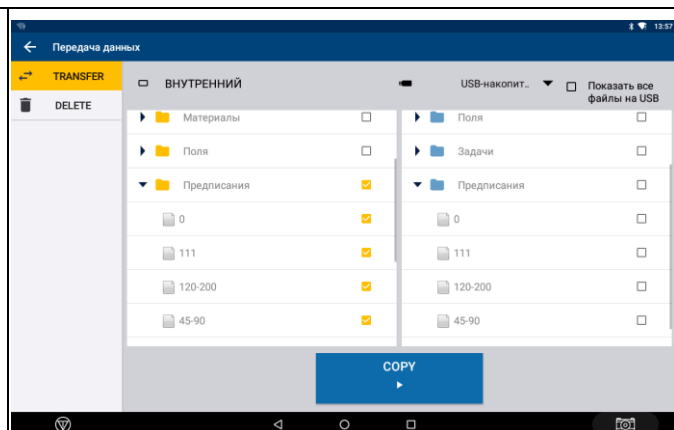 13:57
Передача данных
TRANSFER
DELETE
ВНУТРЕННИЙ
USB-накопит..
Показать все
файлы на USB
Материалы
Поля
Поля
Задачи
Предписания
Предписания
0
0
111
111
120-200
120-200
45-90
45-90
COPY